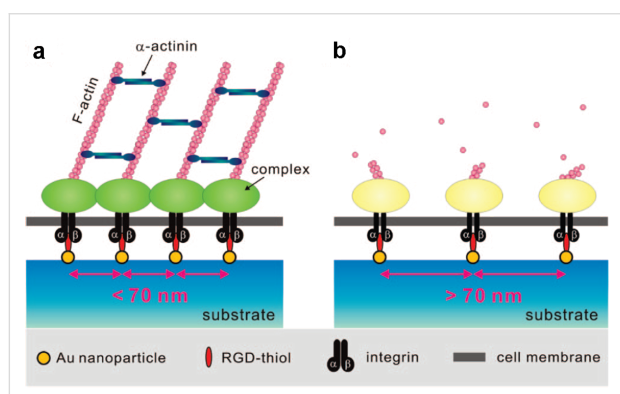 a
b
α-actinin
F-actin
complex
α β α β α β α β
α β α β α β
< 70 nm
> 70 nm
substrate
substrate
Au nanoparticle RGD-thiol α β integrin cell membrane